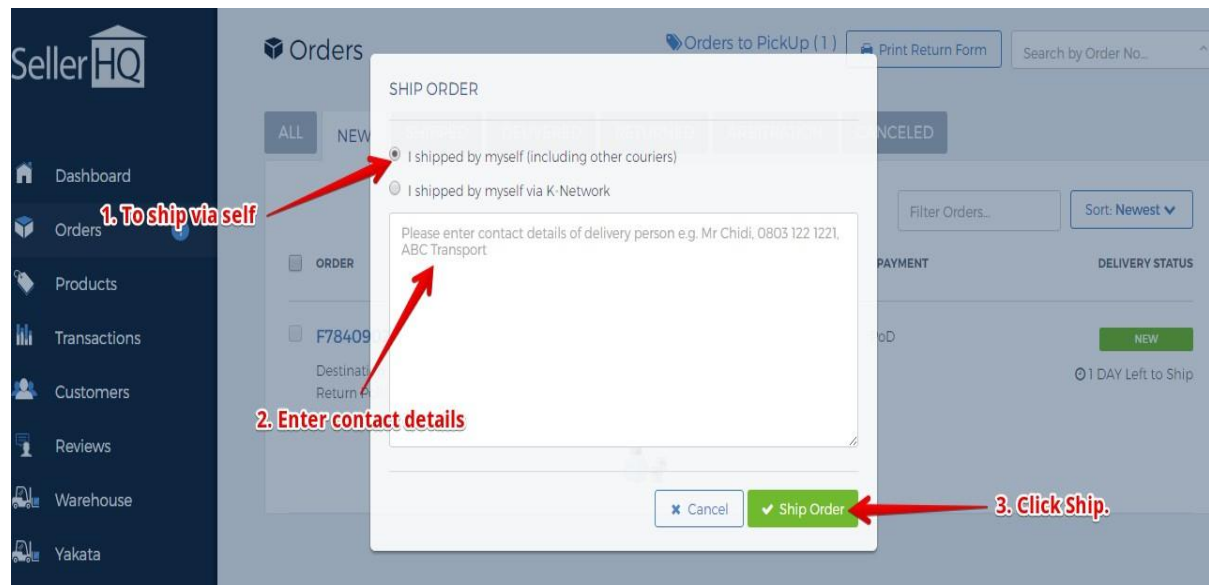 SellerHQ
Dashboard
Orders
Products
Transactions
Customers
Reviews
Warehouse
Yakata
Orders
Orders to PickUp (1)
Print Return Form
Search by Order No...
ALL
NEW
CANCELED
Filter Orders...
Sort: Newest
ORDER
PAYMENT
DELIVERY STATUS
NEW
1 DAY Left to Ship
SHIP ORDER
I shipped by myself (including other couriers)
I shipped by myself via K-Network
Please enter contact details of delivery person e.g. Mr Chidi, 0803 122 1221,
ABC Transport
Cancel
Ship Order
1. To ship via self
2. Enter contact details
3. Click Ship.